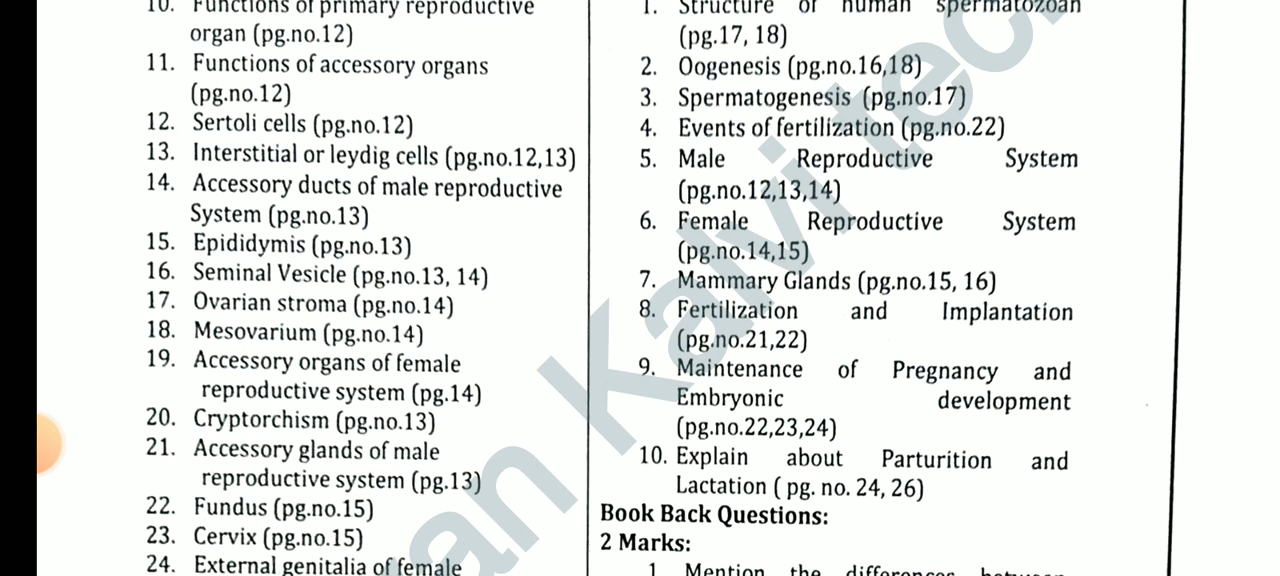 10. Functions of primary reproductive
organ (pg.no.12)
11. Functions of accessory organs
(pg.no.12)
12. Sertoli cells (pg.no.12)
13. Interstitial or leydig cells (pg.no.12,13)
14. Accessory ducts of male reproductive
System (pg.no.13)
15. Epididymis (pg.no.13)
16. Seminal Vesicle (pg.no.13, 14)
17. Ovarian stroma (pg.no.14)
18. Mesovarium (pg.no.14)
19. Accessory organs of female
reproductive system (pg.14)
20. Cryptorchism (pg.no.13)
21. Accessory glands of male
reproductive system (pg.13)
22. Fundus (pg.no.15)
23. Cervix (pg.no.15)
24. External genitalia of female
1. Structure of human spermatozoan
(pg.17, 18)
2. Oogenesis (pg.no.16,18)
3. Spermatogenesis (pg.no.17)
4. Events of fertilization (pg.no.22)
5. Male Reproductive System
(pg.no.12,13,14)
6. Female Reproductive System
(pg.no.14,15)
7. Mammary Glands (pg.no.15, 16)
8. Fertilization and Implantation
(pg.no.21,22)
9. Maintenance of Pregnancy and
Embryonic development
(pg.no.22,23,24)
10. Explain about Parturition and
Lactation ( pg. no. 24, 26)
Book Back Questions:
2 Marks:
1 Mention the differences between
an Kalvi tec